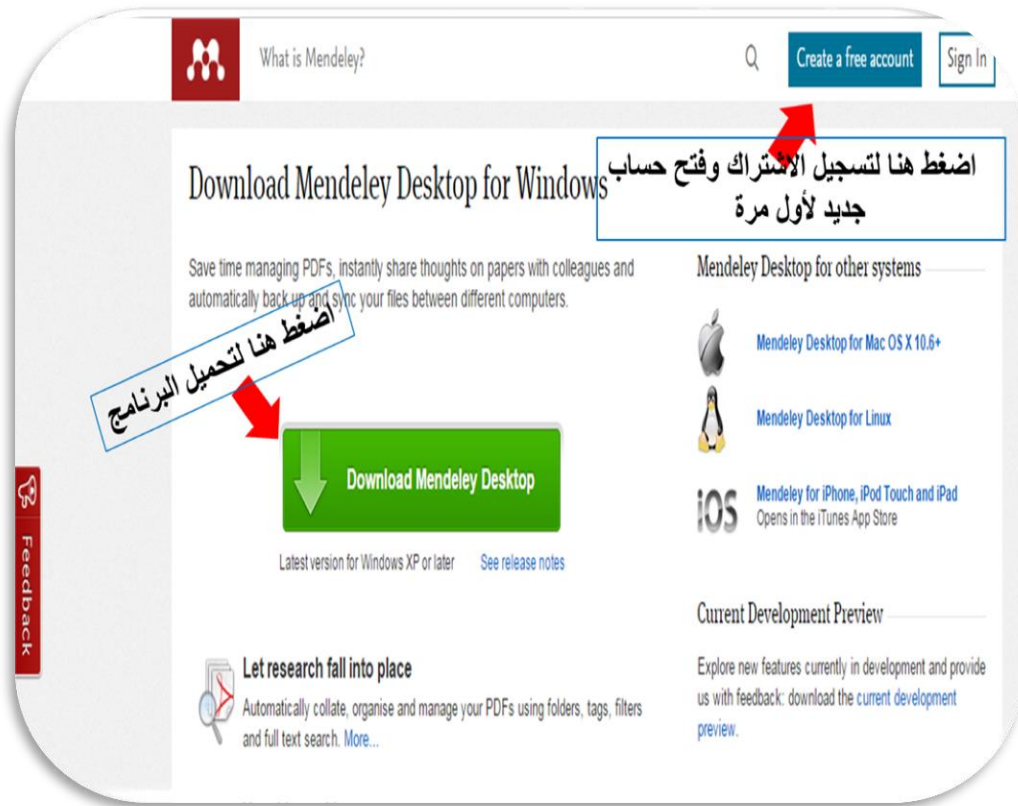 What is Mendeley?
Create a free account
Sign In
اضغط هنا لتسجيل الاشتراك وفتح حساب
جديد لأول مرة
Download Mendeley Desktop for Windows
Save time managing PDFs, instantly share thoughts on papers with colleagues and
automatically back up and sync your files between different computers.
اضغط هنا لتحميل البرنامج
Download Mendeley Desktop
Latest version for Windows XP or later
See release notes
Let research fall into place
Automatically collate, organise and manage your PDFs using folders, tags, filters
and full text search. More...
Mendeley Desktop for other systems
Mendeley Desktop for Mac OS X 10.6+
Mendeley Desktop for Linux
iOS
Mendeley for iPhone, iPod Touch and iPad
Opens in the iTunes App Store
Current Development Preview
Explore new features currently in development and provide
us with feedback: download the current development
preview.
Feedback